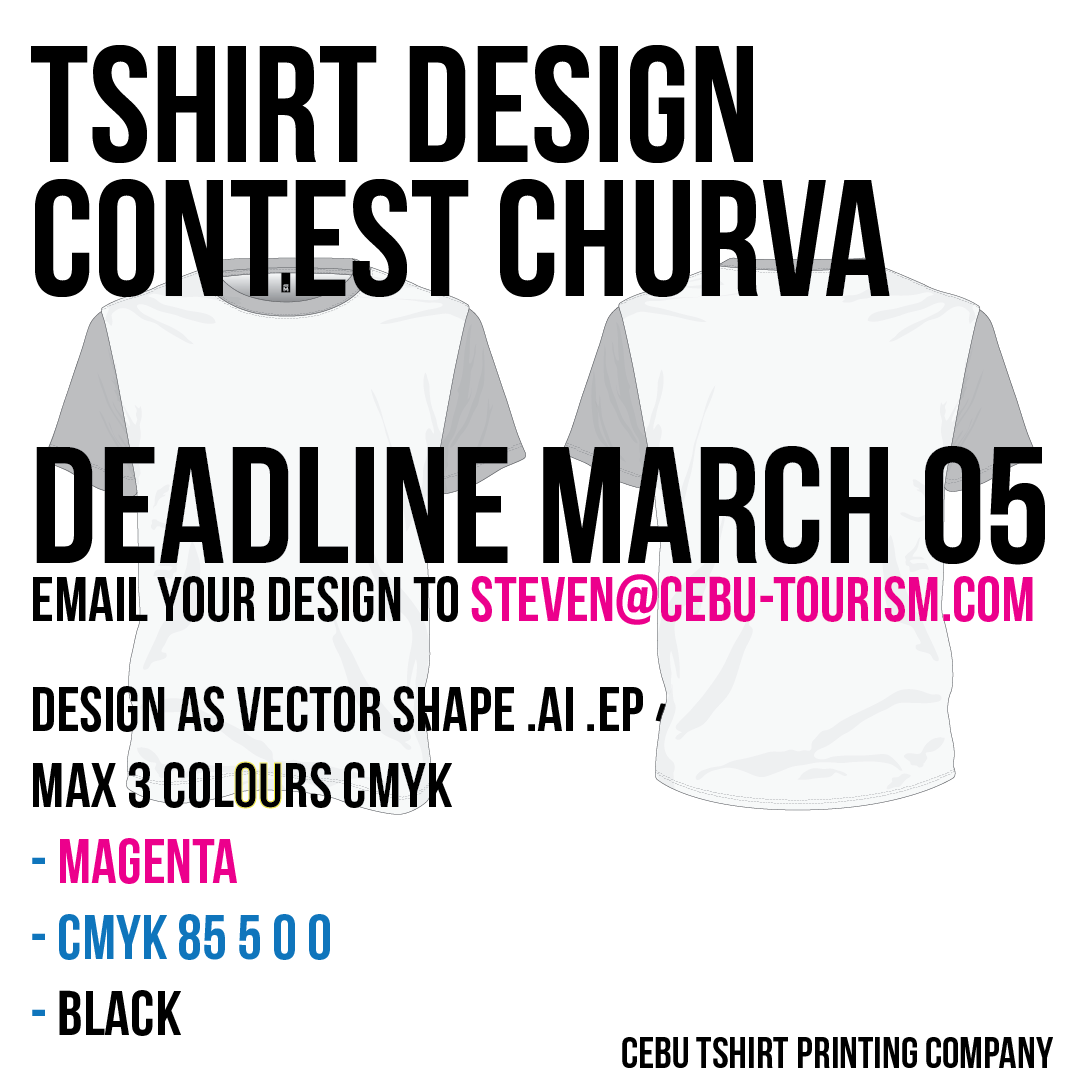 TSHIRT DESIGN
CONTEST CHURVA
DEADLINE MARCH 05
EMAIL YOUR DESIGN TO STEVEN@CEBU-TOURISM.COM
DESIGN AS VECTOR SHAPE .AI .EP
MAX 3 COLOURS CMYK
- MAGENTA
- CMYK 85 5 0 0
- BLACK
CEBU TSHIRT PRINTING COMPANY